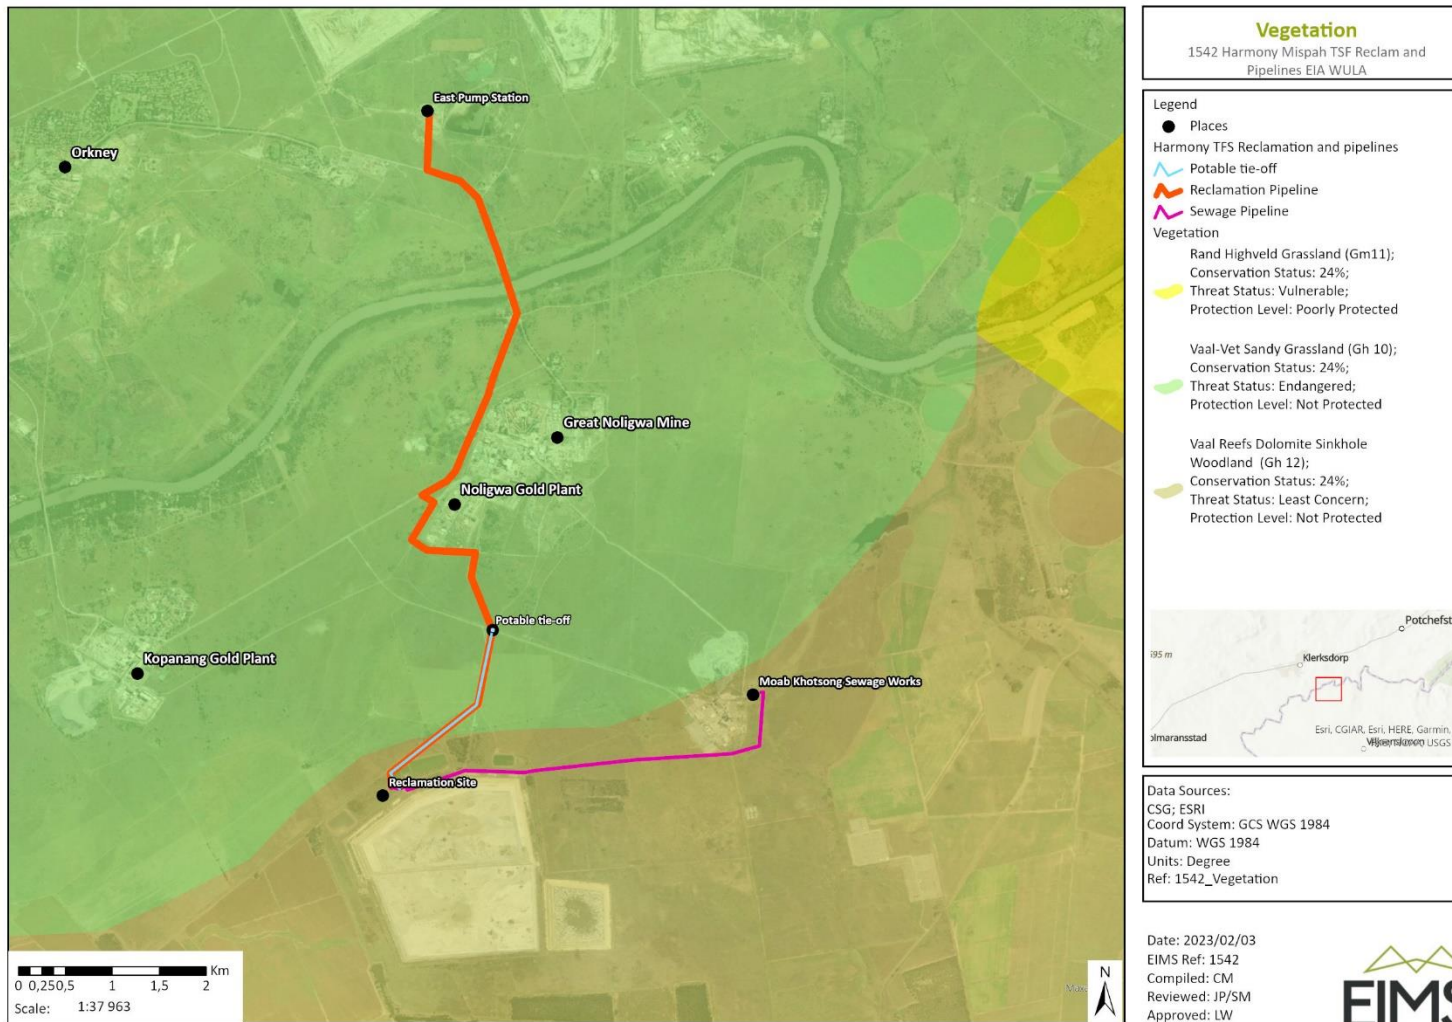 East Pump Station
Orkney
Great Noligwa Mine
Noligwa Gold Plant
Potable tie-off
Kopanang Gold Plant
Moab Khotsong Sewage Works
Reclamation Site
Km
0 0,25 0,5 1 1,5 2
Scale: 1:37 963
N
Vegetation
1542 Harmony Mispah TSF Reclam and
Pipelines EIA WULA
Legend
Places
Harmony TFS Reclamation and pipelines
Potable tie-off
Reclamation Pipeline
Sewage Pipeline
Vegetation
Rand Highveld Grassland (Gm11);
Conservation Status: 24%;
Threat Status: Vulnerable;
Protection Level: Poorly Protected
Vaal-Vet Sandy Grassland (Gh 10);
Conservation Status: 24%;
Threat Status: Endangered;
Protection Level: Not Protected
Vaal Reefs Dolomite Sinkhole
Woodland (Gh 12);
Conservation Status: 24%;
Threat Status: Least Concern;
Protection Level: Not Protected
Potchefst
Klerksdorp
olmaransstad
Esri, CGIAR, Esri, HERE, Garmin,
USGS
Data Sources:
CSG; ESRI
Coord System: GCS WGS 1984
Datum: WGS 1984
Units: Degree
Ref: 1542_Vegetation
Date: 2023/02/03
EIMS Ref: 1542
Compiled: CM
Reviewed: JP/SM
Approved: LW
EIMS